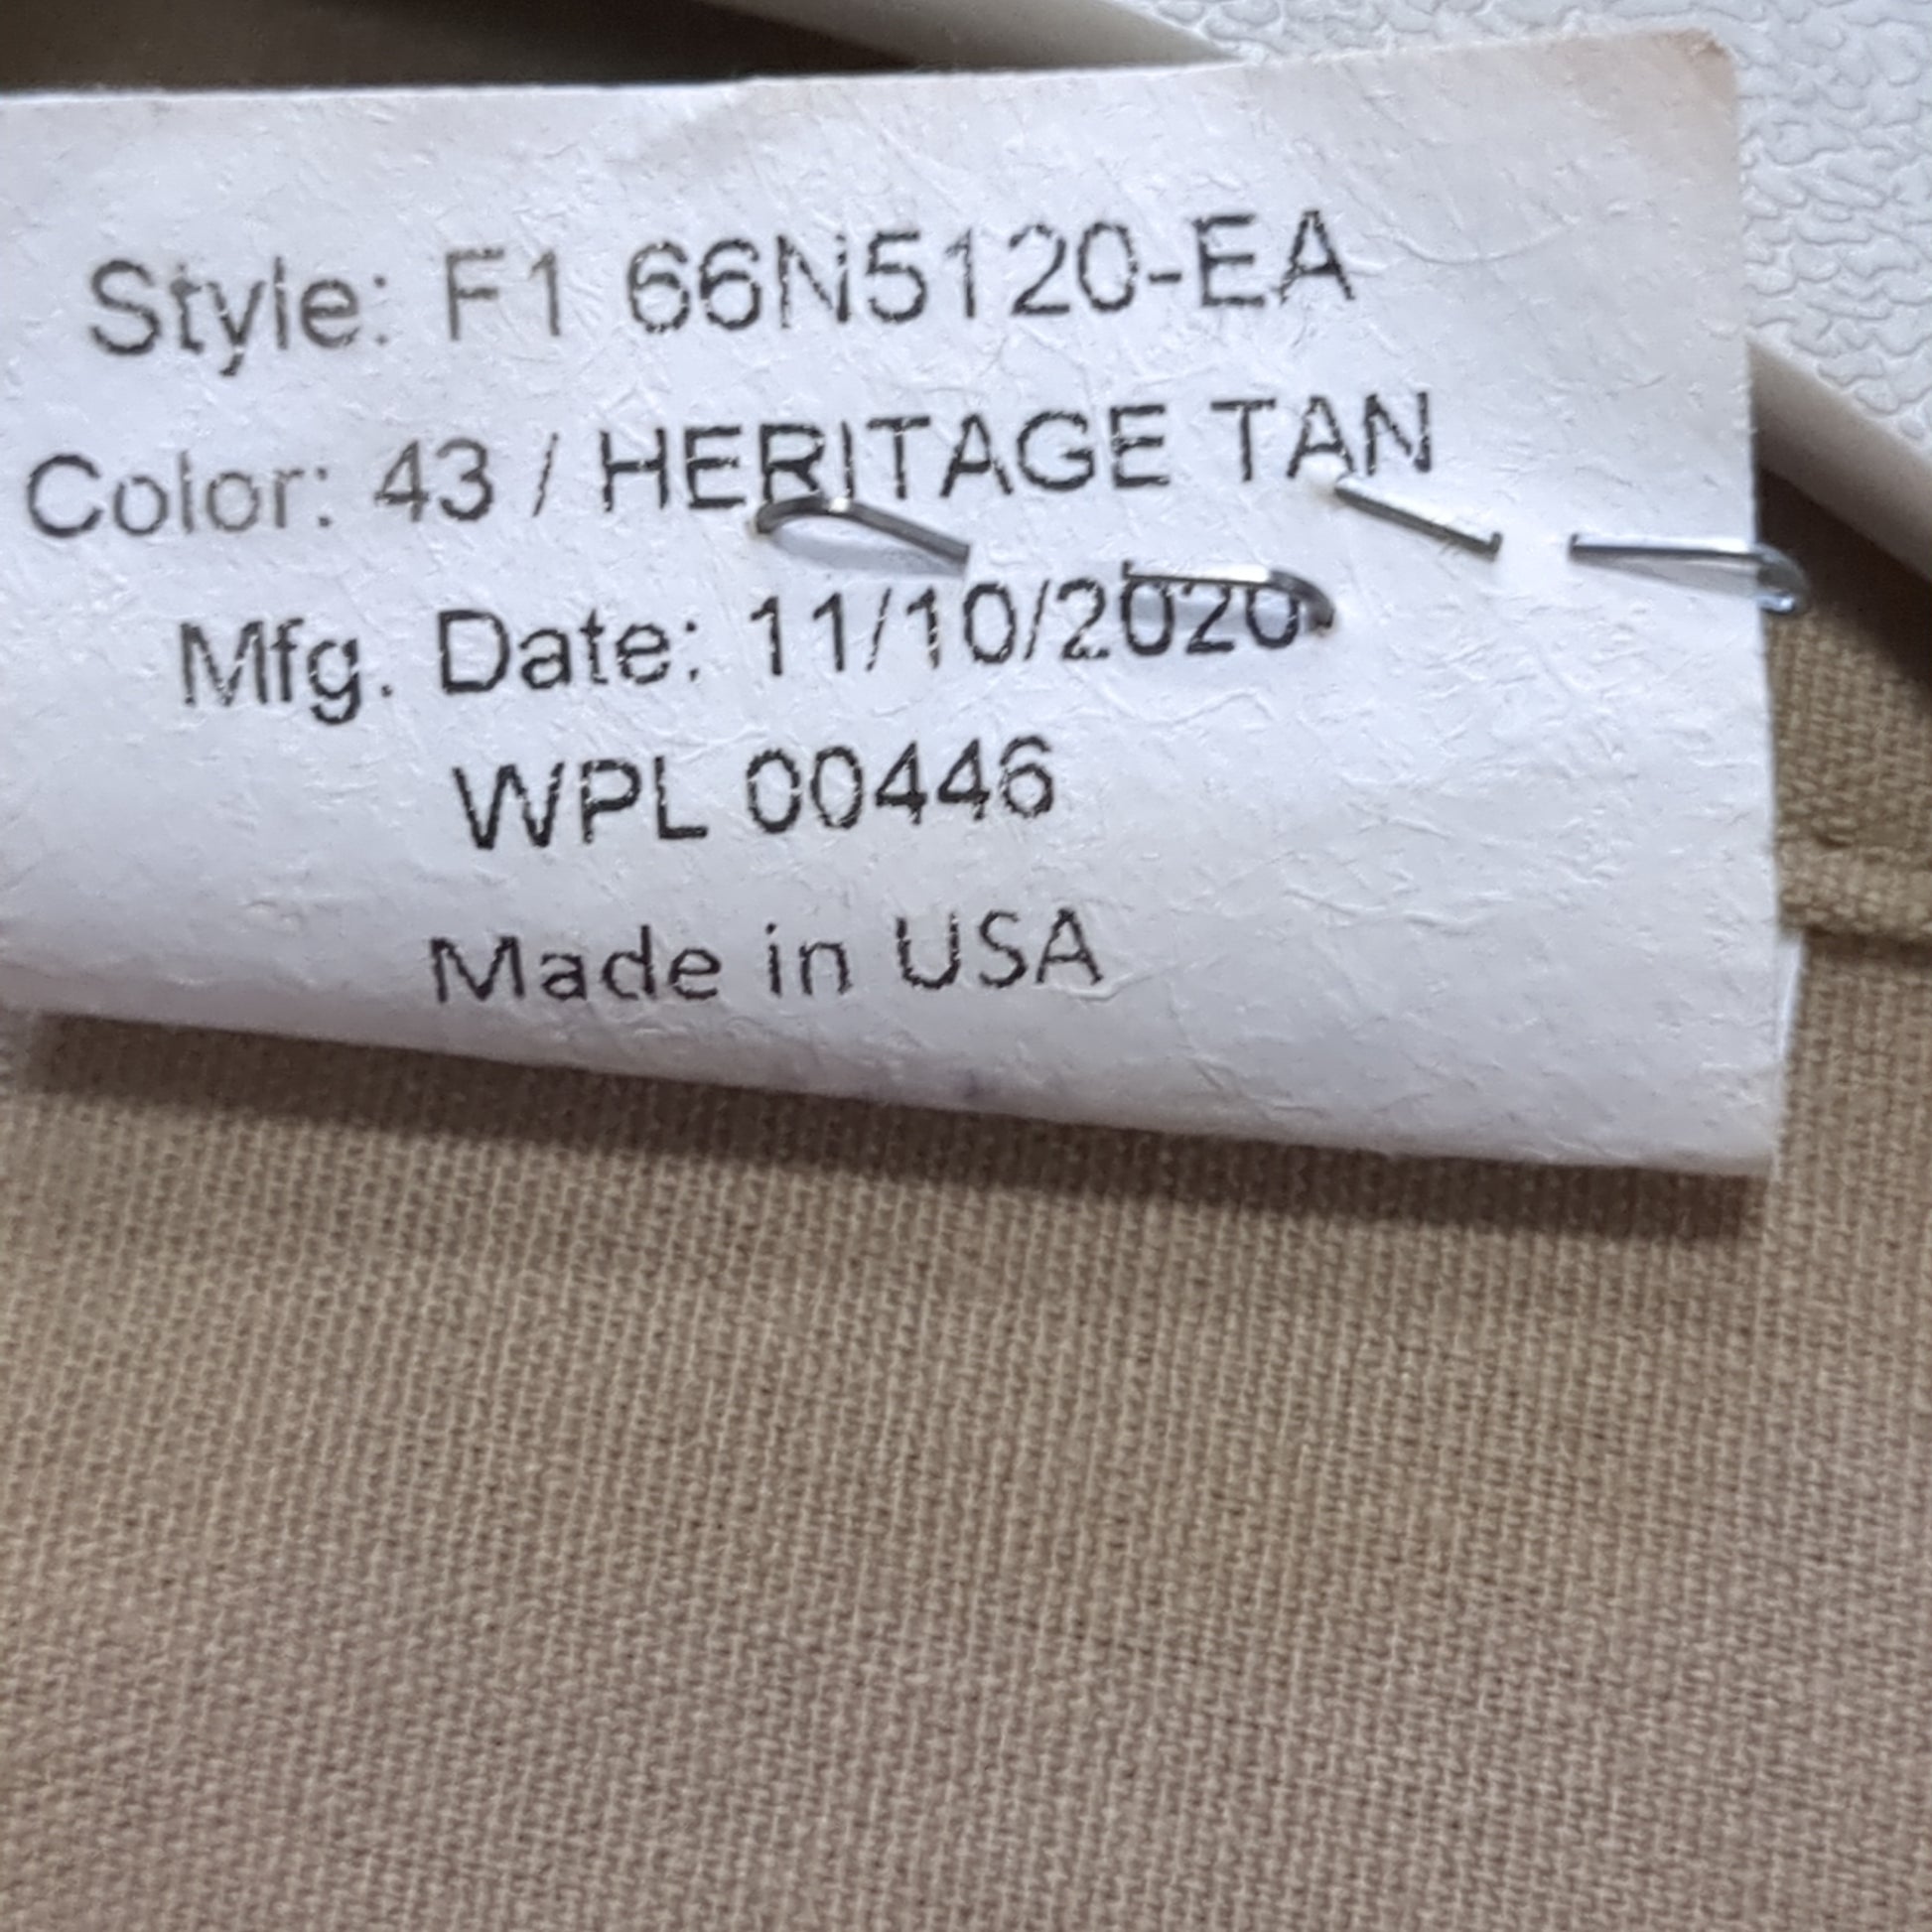 Style: F1 66N5120-EA
Color: 43 / HERITAGE TAN
Mfg. Date: 11/10/2020
WPL 00446
Made in USA